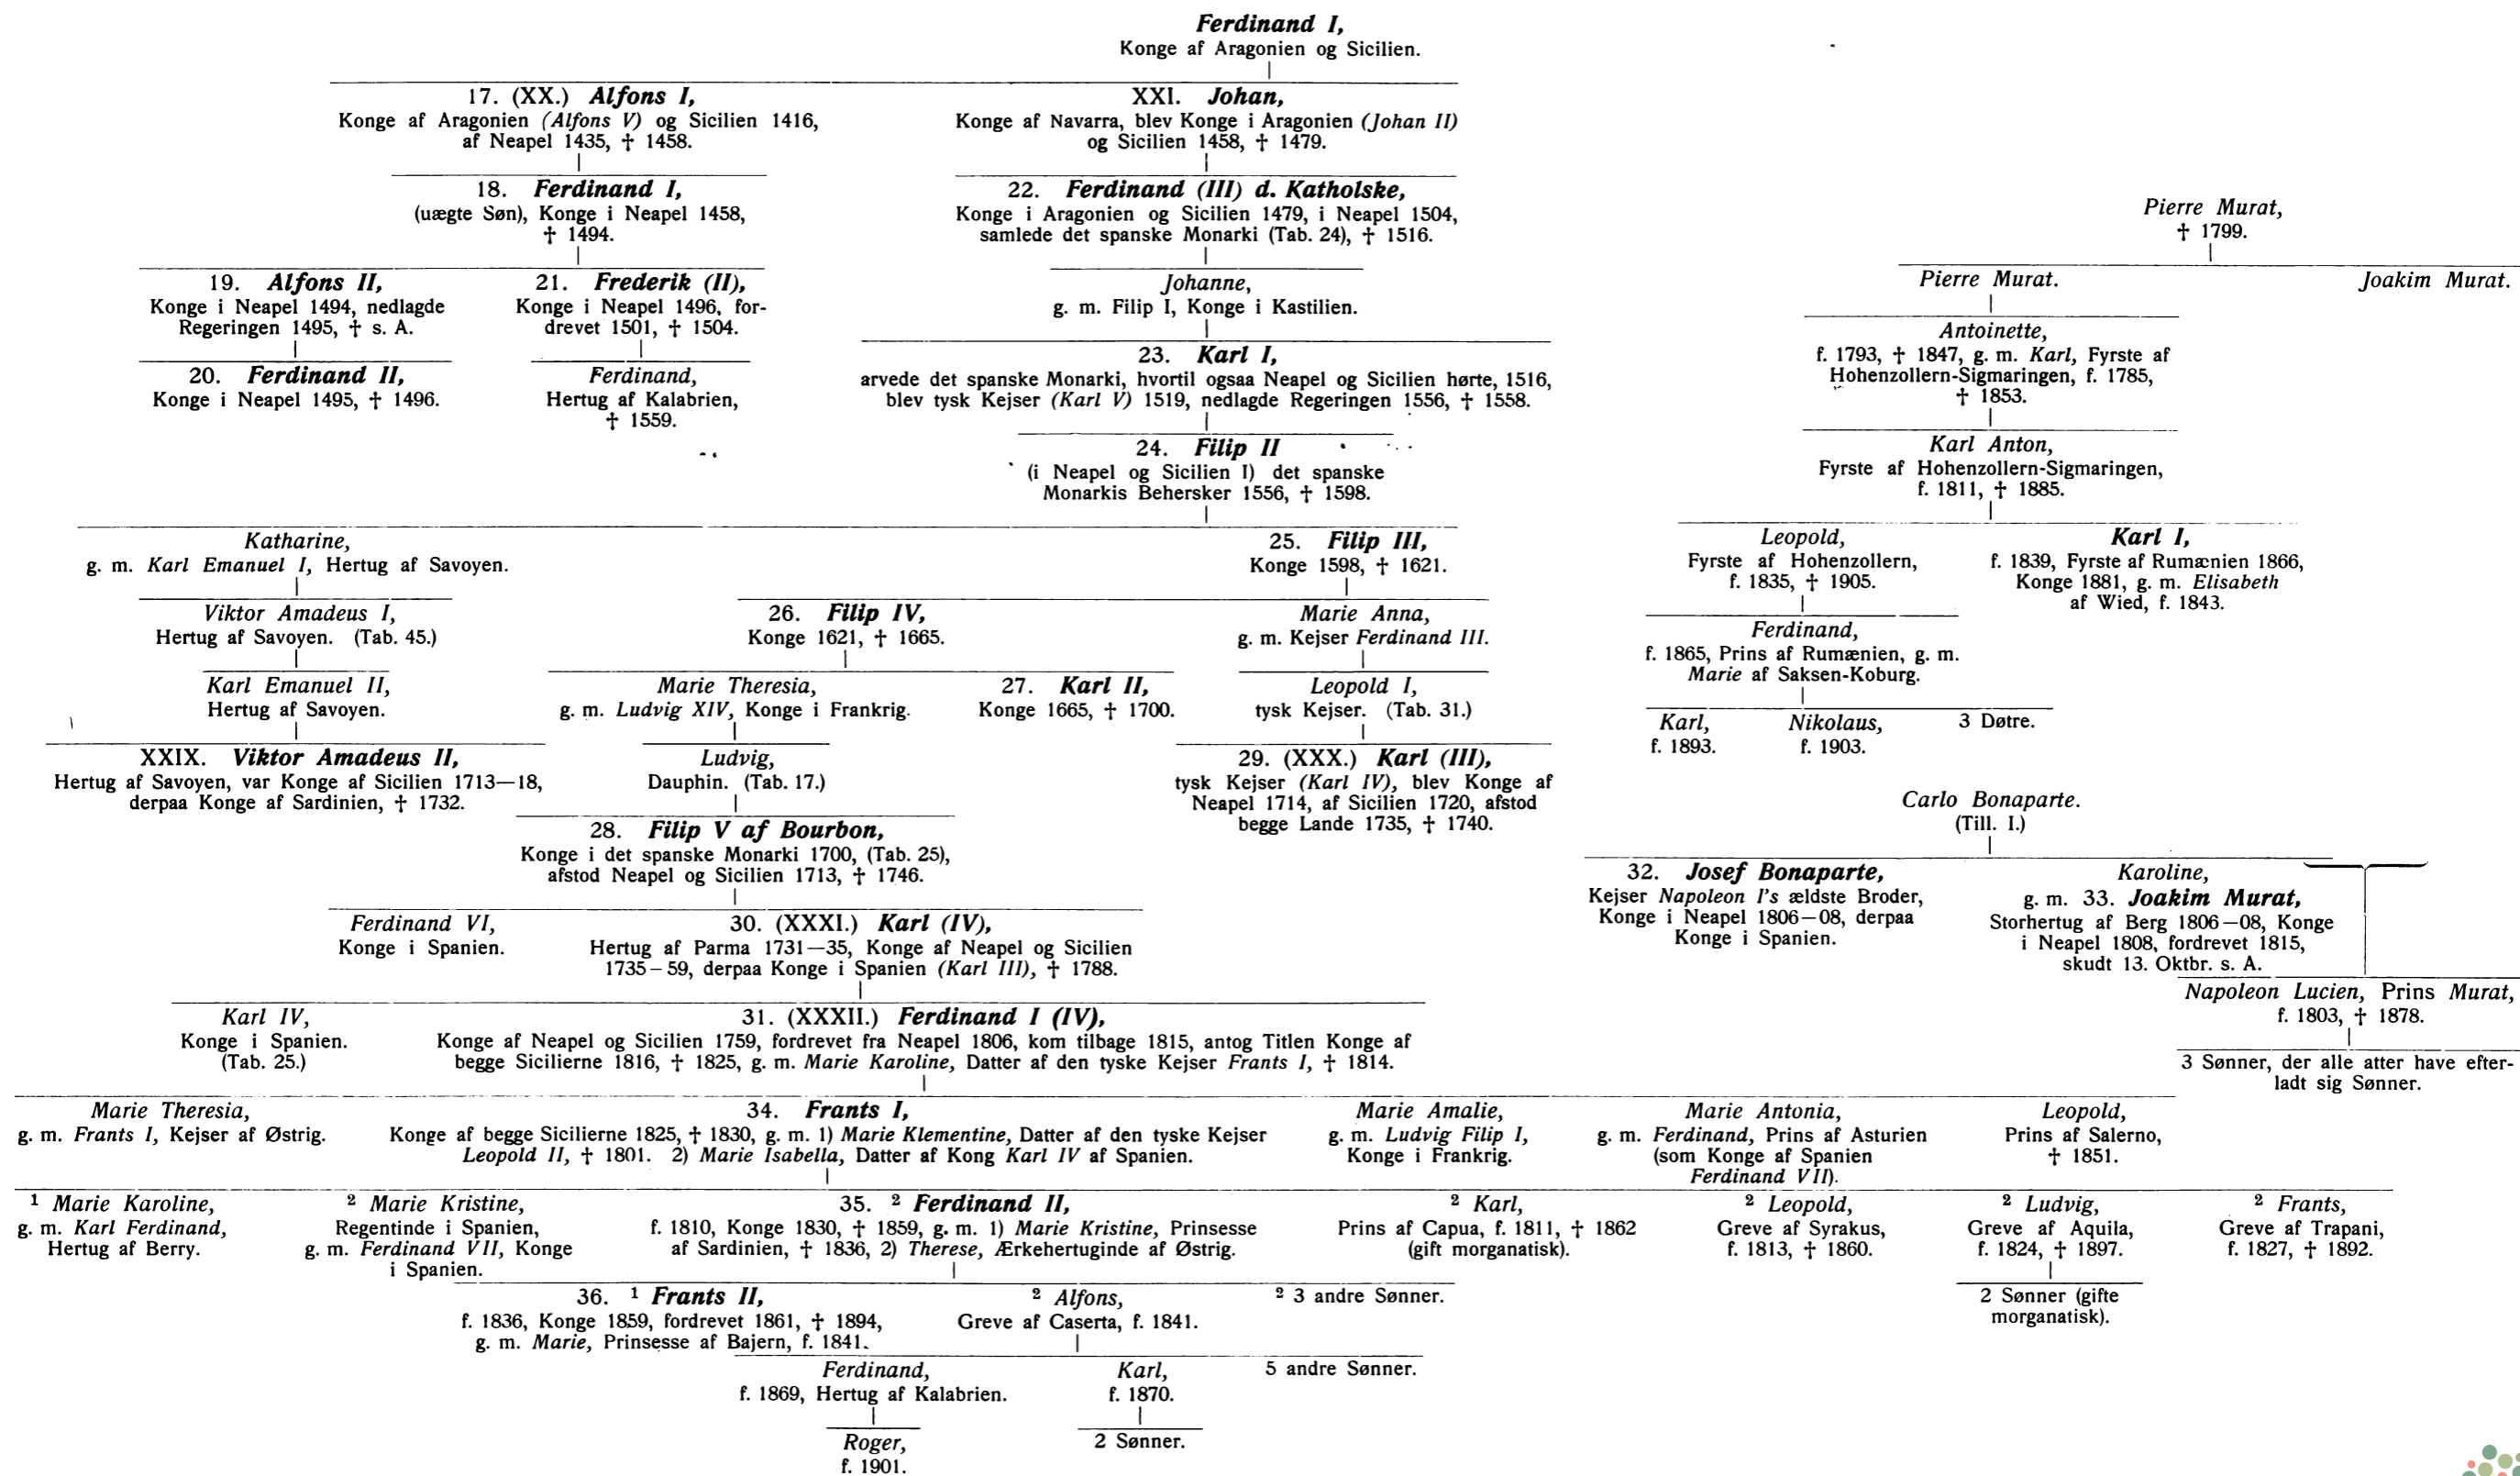 Ferdinand I,
Konge af Aragonien og Sicilien.
17. (XX.) Alfons I,
Konge af Aragonien (Alfons V) og Sicilien 1416,
af Neapel 1435, † 1458.
XXI. Johan,
Konge af Navarra, blev Konge i Aragonien (Johan II)
og Sicilien 1458, † 1479.
18. Ferdinand I,
(uægte Søn), Konge i Neapel 1458,
† 1494.
22. Ferdinand (III) d. Katholske,
Konge i Aragonien og Sicilien 1479, i Neapel 1504,
samlede det spanske Monarki (Tab. 24), † 1516.
Pierre Murat,
† 1799.
19. Alfons II,
Konge i Neapel 1494, nedlagde
Regeringen 1495, † s. A.
21. Frederik (II),
Konge i Neapel 1496, for-
drevet 1501, † 1504.
Johanne,
g. m. Filip I, Konge i Kastilien.
Pierre Murat.
Joakim Murat.
20. Ferdinand II,
Konge i Neapel 1495, † 1496.
Ferdinand,
Hertug af Kalabrien,
† 1559.
23. Karl I,
arvede det spanske Monarki, hvortil ogsaa Neapel og Sicilien hørte, 1516,
blev tysk Kejser (Karl V) 1519, nedlagde Regeringen 1556, † 1558.
Antoinette,
f. 1793, † 1847, g. m. Karl, Fyrste af
Hohenzollern-Sigmaringen, f. 1785,
† 1853.
24. Filip II
(i Neapel og Sicilien I) det spanske
Monarkis Behersker 1556, † 1598.
Karl Anton,
Fyrste af Hohenzollern-Sigmaringen,
f. 1811, † 1885.
Katharine,
g. m. Karl Emanuel I, Hertug af Savoyen.
25. Filip III,
Konge 1598, † 1621.
Leopold,
Fyrste af Hohenzollern,
f. 1835, † 1905.
Karl I,
f. 1839, Fyrste af Rumænien 1866,
Konge 1881, g. m. Elisabeth
af Wied, f. 1843.
Viktor Amadeus I,
Hertug af Savoyen. (Tab. 45.)
26. Filip IV,
Konge 1621, † 1665.
Marie Anna,
g. m. Kejser Ferdinand III.
Ferdinand,
f. 1865, Prins af Rumænien, g. m.
Marie af Saksen-Koburg.
Karl Emanuel II,
Hertug af Savoyen.
Marie Theresia,
g. m. Ludvig XIV, Konge i Frankrig.
27. Karl II,
Konge 1665, † 1700.
Leopold I,
tysk Kejser. (Tab. 31.)
Karl,
f. 1893.
Nikolaus,
f. 1903.
3 Døtre.
XXIX. Viktor Amadeus II,
Hertug af Savoyen, var Konge af Sicilien 1713—18,
derpaa Konge af Sardinien, † 1732.
Ludvig,
Dauphin. (Tab. 17.)
29. (XXX.) Karl (III),
tysk Kejser (Karl IV), blev Konge af
Neapel 1714, af Sicilien 1720, afstod
begge Lande 1735, † 1740.
Carlo Bonaparte.
(Till. I.)
28. Filip V af Bourbon,
Konge i det spanske Monarki 1700, (Tab. 25),
afstod Neapel og Sicilien 1713, † 1746.
32. Josef Bonaparte,
Kejser Napoleon I's ældste Broder,
Konge i Neapel 1806—08, derpaa
Konge i Spanien.
Karoline,
g. m. 33. Joakim Murat,
Storhertug af Berg 1806—08, Konge
i Neapel 1808, fordrevet 1815,
skudt 13. Oktbr. s. A.
Ferdinand VI,
Konge i Spanien.
30. (XXXI.) Karl (IV),
Hertug af Parma 1731—35, Konge af Neapel og Sicilien
1735—59, derpaa Konge i Spanien (Karl III), † 1788.
Napoleon Lucien, Prins Murat,
f. 1803, † 1878.
Karl IV,
Konge i Spanien.
(Tab. 25.)
31. (XXXII.) Ferdinand I (IV),
Konge af Neapel og Sicilien 1759, fordrevet fra Neapel 1806, kom tilbage 1815, antog Titlen Konge af
begge Sicilierne 1816, † 1825, g. m. Marie Karoline, Datter af den tyske Kejser Frants I, † 1814.
3 Sønner, der alle atter have efter-
ladt sig Sønner.
Marie Theresia,
g. m. Frants I, Kejser af Østrig.
34. Frants I,
Konge af begge Sicilierne 1825, † 1830, g. m. 1) Marie Klementine, Datter af den tyske Kejser
Leopold II, † 1801. 2) Marie Isabella, Datter af Kong Karl IV af Spanien.
Marie Amalie,
g. m. Ludvig Filip I,
Konge i Frankrig.
Marie Antonia,
g. m. Ferdinand, Prins af Asturien
(som Konge af Spanien
Ferdinand VII).
Leopold,
Prins af Salerno,
† 1851.
¹ Marie Karoline,
g. m. Karl Ferdinand,
Hertug af Berry.
² Marie Kristine,
Regentinde i Spanien,
g. m. Ferdinand VII, Konge
i Spanien.
35. ² Ferdinand II,
f. 1810, Konge 1830, † 1859, g. m. 1) Marie Kristine, Prinsesse
af Sardinien, † 1836, 2) Therese, Ærkehertuginde af Østrig.
² Karl,
Prins af Capua, f. 1811, † 1862
(gift morganatisk).
² Leopold,
Greve af Syrakus,
f. 1813, † 1860.
² Ludvig,
Greve af Aquila,
f. 1824, † 1897.
² Frants,
Greve af Trapani,
f. 1827, † 1892.
36. ¹ Frants II,
f. 1836, Konge 1859, fordrevet 1861, † 1894,
g. m. Marie, Prinsesse af Bajern, f. 1841.
² Alfons,
Greve af Caserta, f. 1841.
² 3 andre Sønner.
2 Sønner (gifte
morganatisk).
Ferdinand,
f. 1869, Hertug af Kalabrien.
Karl,
f. 1870.
5 andre Sønner.
Roger,
f. 1901.
2 Sønner.